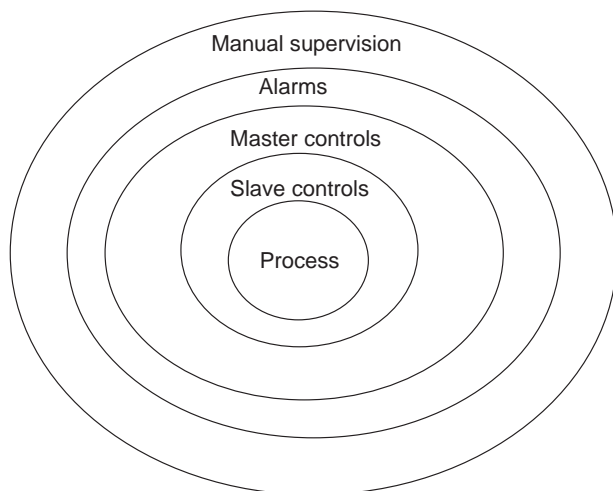 Manual supervision
Alarms
Master controls
Slave controls
Process